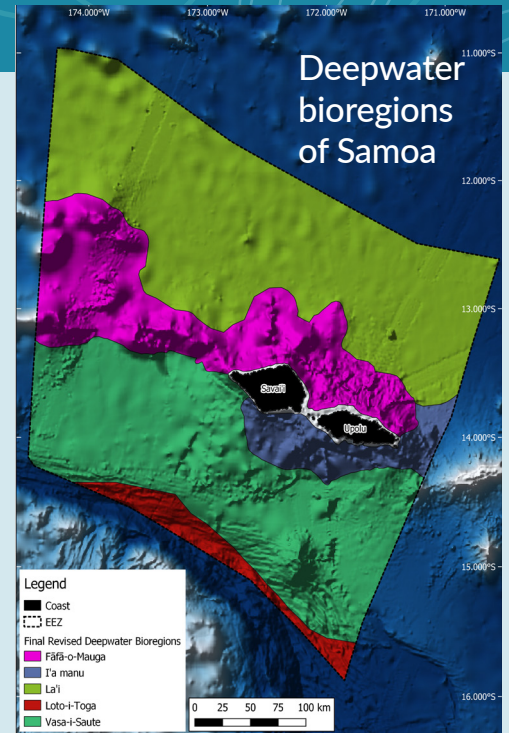 174.000°W 173.000°W 172.000°W 171.000°W
11.000°S
Deepwater
bioregions
of Samoa
12.000°S
13.000°S
Savai'i
Upolu
14.000°S
15.000°S
16.000°S
Legend
Coast
EEZ
Final Revised Deepwater Bioregions
Fāfā-o-Mauga
I'a manu
La'i
Loto-i-Toga
Vasa-i-Saute
0 25 50 75 100 km